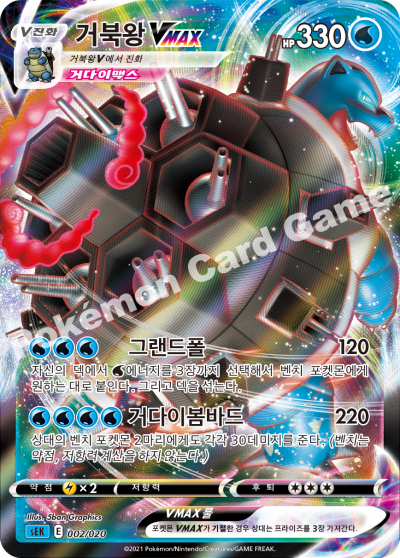 V진화
거북왕 VMAX
HP 330
거북왕V에서 진화
거다이맥스
Pokémon Card Game
그랜드폴 120
자신의 덱에서 에너지를 3장까지 선택해서 벤치 포켓몬에게
원하는 대로 붙인다. 그리고 덱을 섞는다.
거다이봄바드 220
상대의 벤치 포켓몬 2마리에게도 각각 30데미지를 준다. (벤치는
약점, 저항력 계산을 하지 않는다.)
약점 ×2 저항력 후퇴
Illus. 5ban Graphics
sEK E 002/020
VMAX 룰
포켓몬 VMAX가 기절한 경우 상대는 프라이즈를 3장 가져간다.
©2021 Pokémon/Nintendo/Creatures/GAME FREAK.